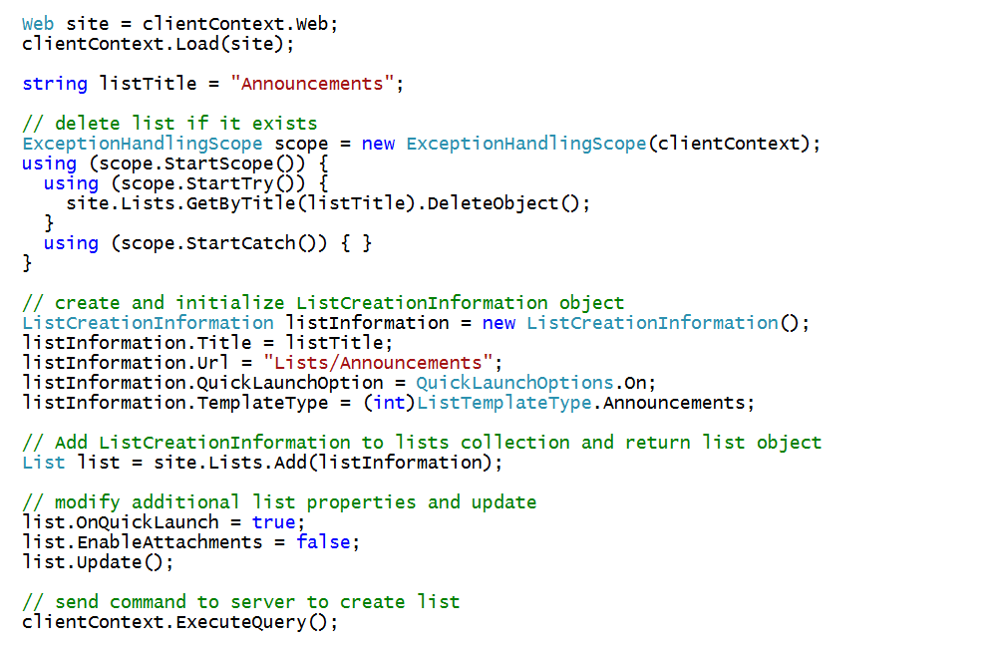 Web site = clientContext.Web;
clientContext.Load(site);
string listTitle = "Announcements";
// delete list if it exists
ExceptionHandlingScope scope = new ExceptionHandlingScope(clientContext);
using (scope.StartScope()) {
using (scope.StartTry()) {
site.Lists.GetByTitle(listTitle).DeleteObject();
}
using (scope.StartCatch()) { }
}
// create and initialize ListCreationInformation object
ListCreationInformation listInformation = new ListCreationInformation();
listInformation.Title = listTitle;
listInformation.Url = "Lists/Announcements";
listInformation.QuickLaunchOption = QuickLaunchOptions.On;
listInformation.TemplateType = (int)ListTemplateType.Announcements;
// Add ListCreationInformation to lists collection and return list object
List list = site.Lists.Add(listInformation);
// modify additional list properties and update
list.OnQuickLaunch = true;
list.EnableAttachments = false;
list.Update();
// send command to server to create list
clientContext.ExecuteQuery();